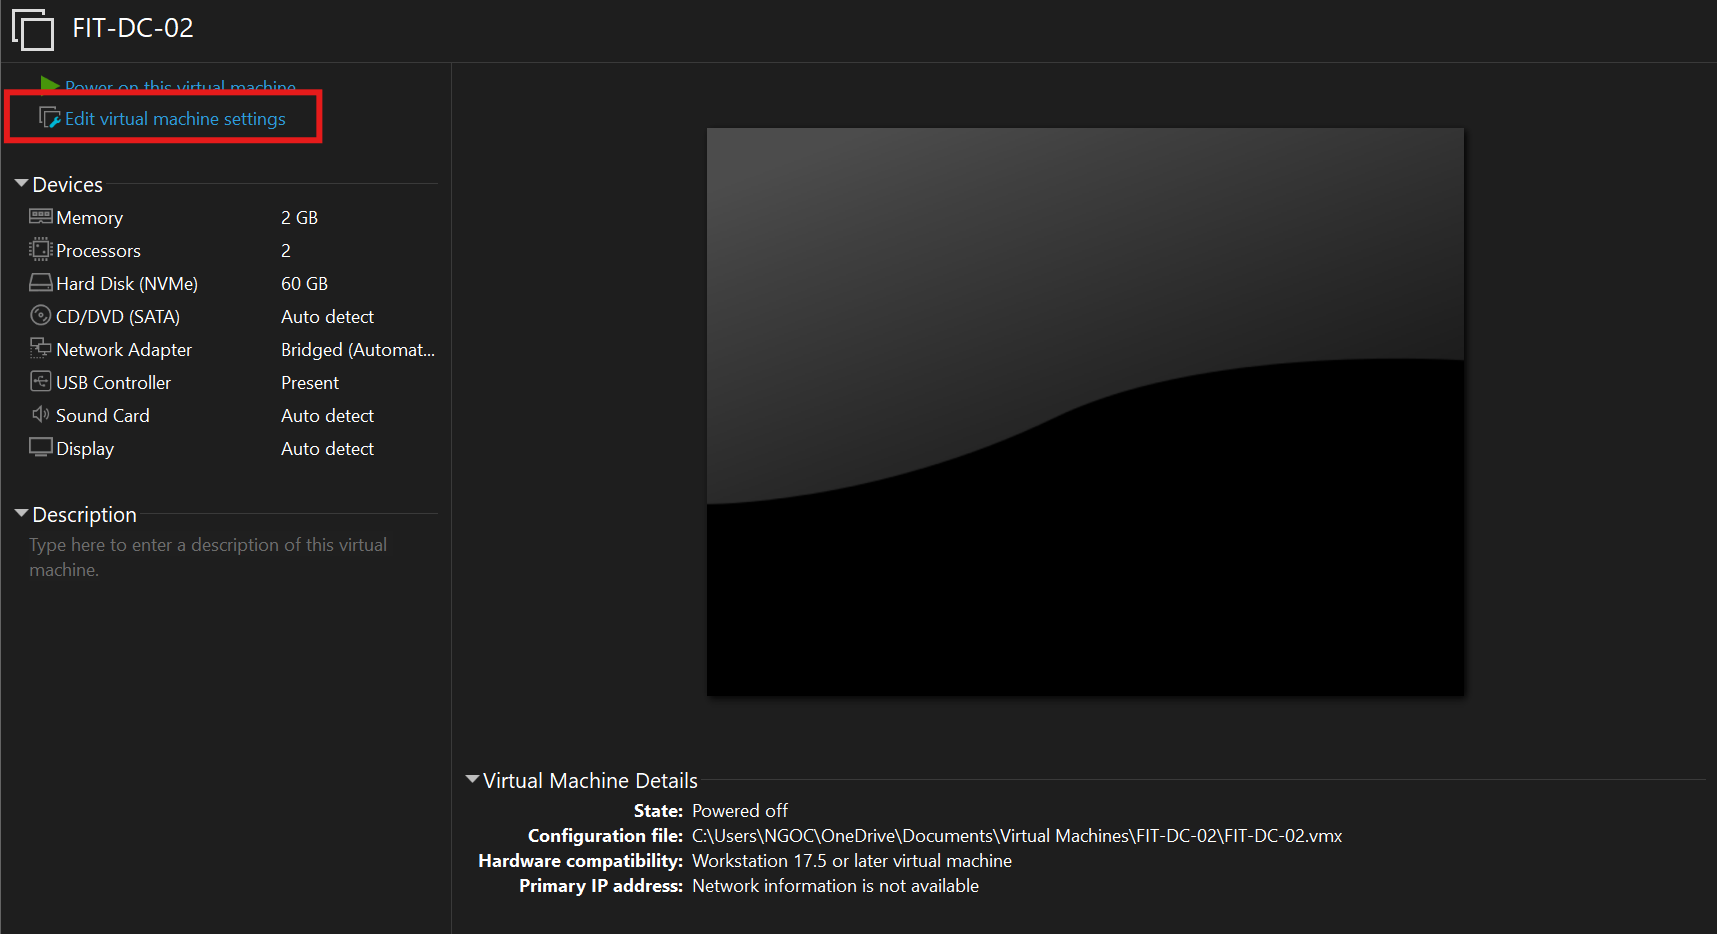 FIT-DC-02
Power on this virtual machine
Edit virtual machine settings
Devices
Memory 2 GB
Processors 2
Hard Disk (NVMe) 60 GB
CD/DVD (SATA) Auto detect
Network Adapter Bridged (Automat...
USB Controller Present
Sound Card Auto detect
Display Auto detect
Description
Type here to enter a description of this virtual
machine.
Virtual Machine Details
State: Powered off
Configuration file: C:\Users\NGOC\OneDrive\Documents\Virtual Machines\FIT-DC-02\FIT-DC-02.vmx
Hardware compatibility: Workstation 17.5 or later virtual machine
Primary IP address: Network information is not available